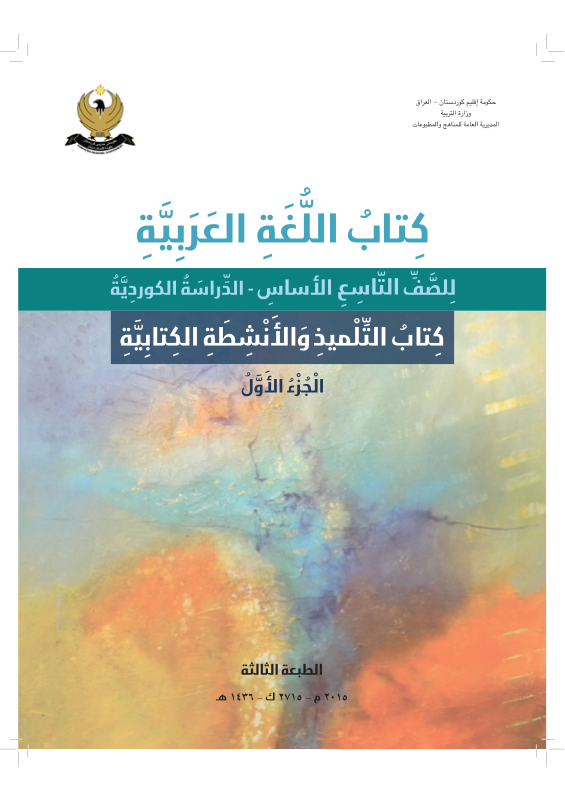 حكومة إقليم كوردستان - العراق
وزارة التربية
المديرية العامة للمناهج والمطبوعات
كِتابُ اللُّغَةِ العَرَبِيَّةِ
لِلصَّفِّ التّاسِعِ الأساسِ - الدِّراسَةُ الكوردِيَّةُ
كِتابُ التِّلْميذِ وَالأَنْشِطَةِ الكِتابِيَّةِ
الْجُزْءُ الأَوَّلُ
الطبعة الثالثة
٢٠١٥ م - ٢٧١٥ ك - ١٤٣٦ هـ